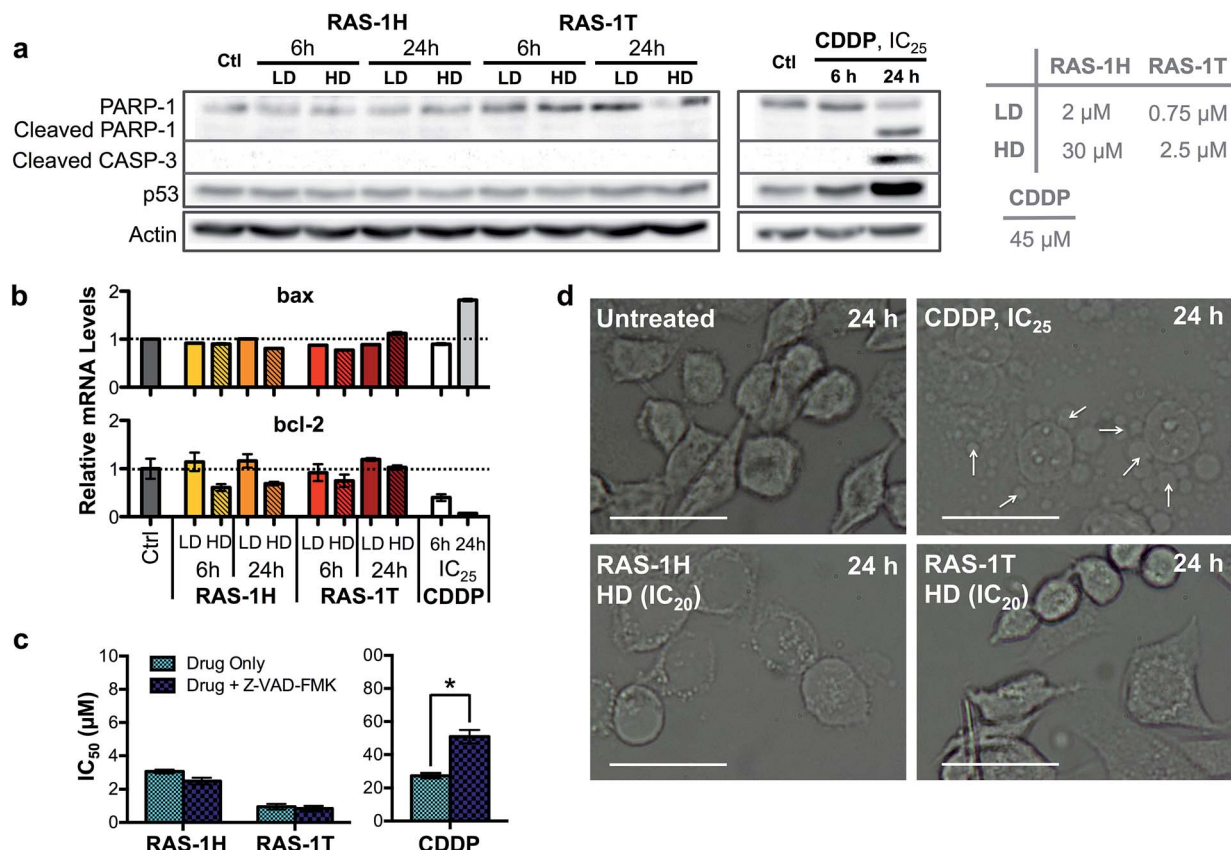 a
RAS-1H RAS-1T
6h 24h 6h 24h
Ctl LD HD LD HD LD HD LD HD
PARP-1
Cleaved PARP-1
Cleaved CASP-3
p53
Actin
CDDP, IC25
Ctl 6 h 24 h
RAS-1H RAS-1T
LD 2 µM 0.75 µM
HD 30 µM 2.5 µM
CDDP
45 µM
b
Relative mRNA Levels
bax
2
1
0
bcl-2
2
1
0
Ctrl LD HD LD HD LD HD LD HD 6h 24h
6h 24h 6h 24h IC25
RAS-1H RAS-1T CDDP
c
IC50 (µM)
10
8
6
4
2
0
Drug Only
Drug + Z-VAD-FMK
RAS-1H RAS-1T
00
80
60
40
20
0
*
CDDP
d
Untreated 24 h
CDDP, IC25 24 h
RAS-1H 24 h
HD (IC20)
RAS-1T 24 h
HD (IC20)